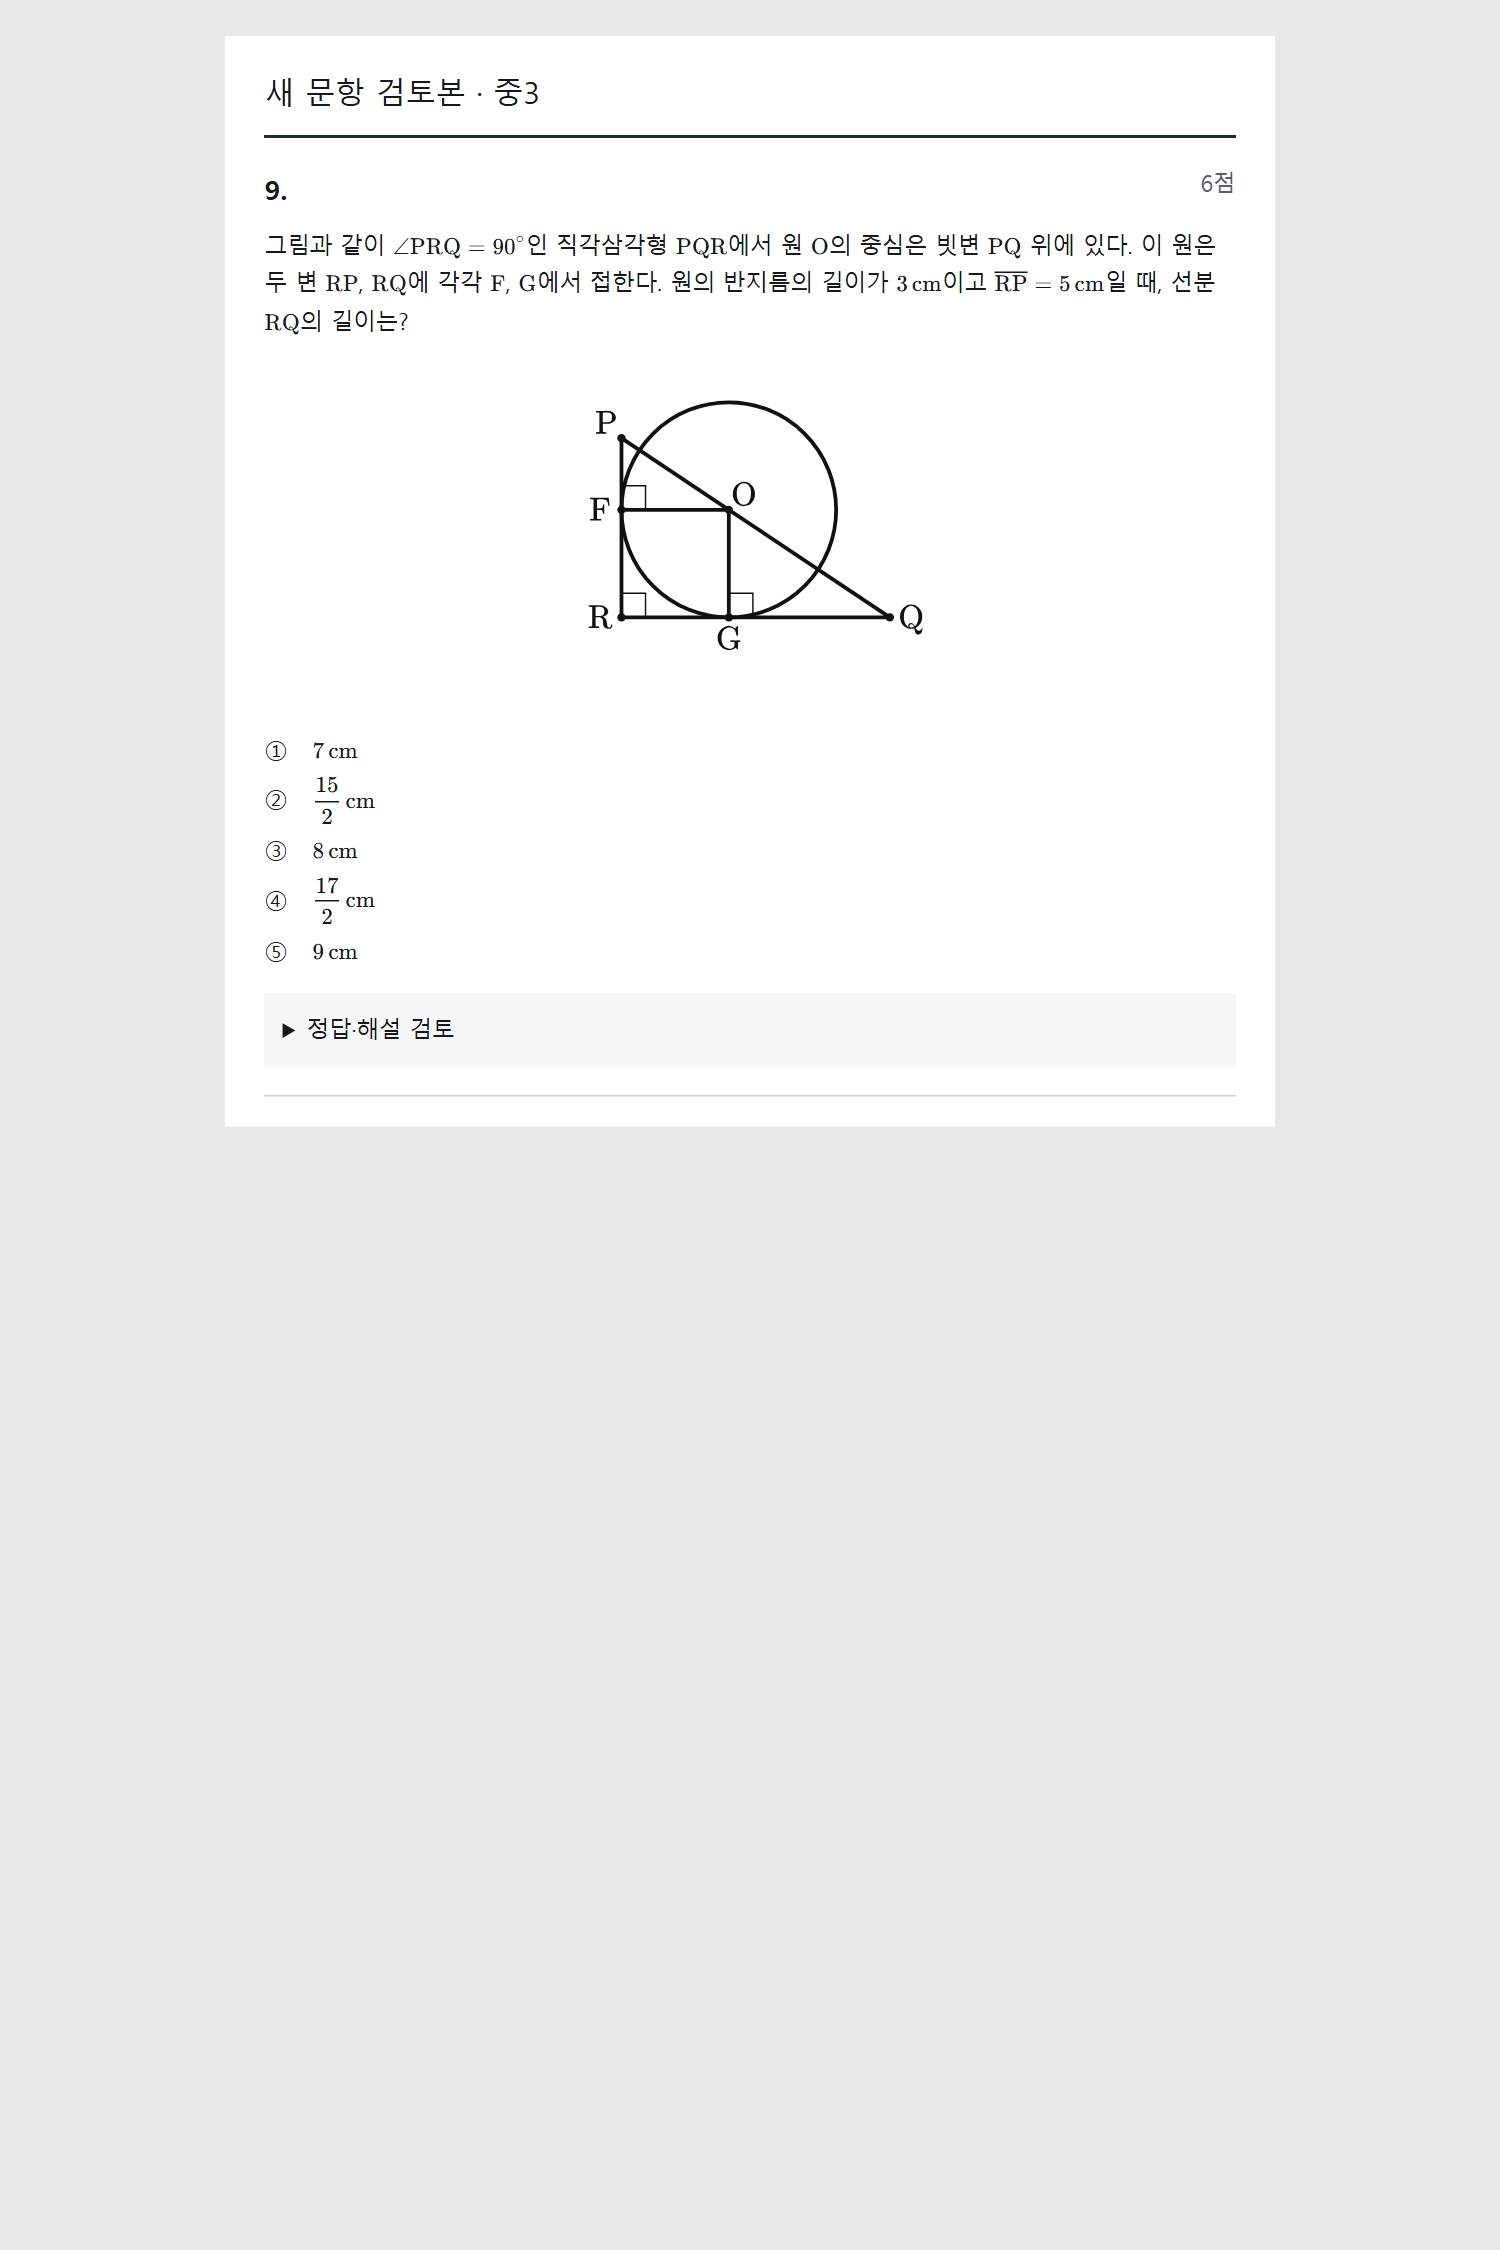 새 문항 검토본 · 중3
9.
6점
그림과 같이 ∠PRQ = 90°인 직각삼각형 PQR에서 원 O의 중심은 빗변 PQ 위에 있다. 이 원은
두 변 RP, RQ에 각각 F, G에서 접한다. 원의 반지름의 길이가 3 cm이고 \overline{RP} = 5 cm일 때, 선분
RQ의 길이는?
P
O
F
R
G
Q
① 7 cm
② 15/2 cm
③ 8 cm
④ 17/2 cm
⑤ 9 cm
▶ 정답·해설 검토